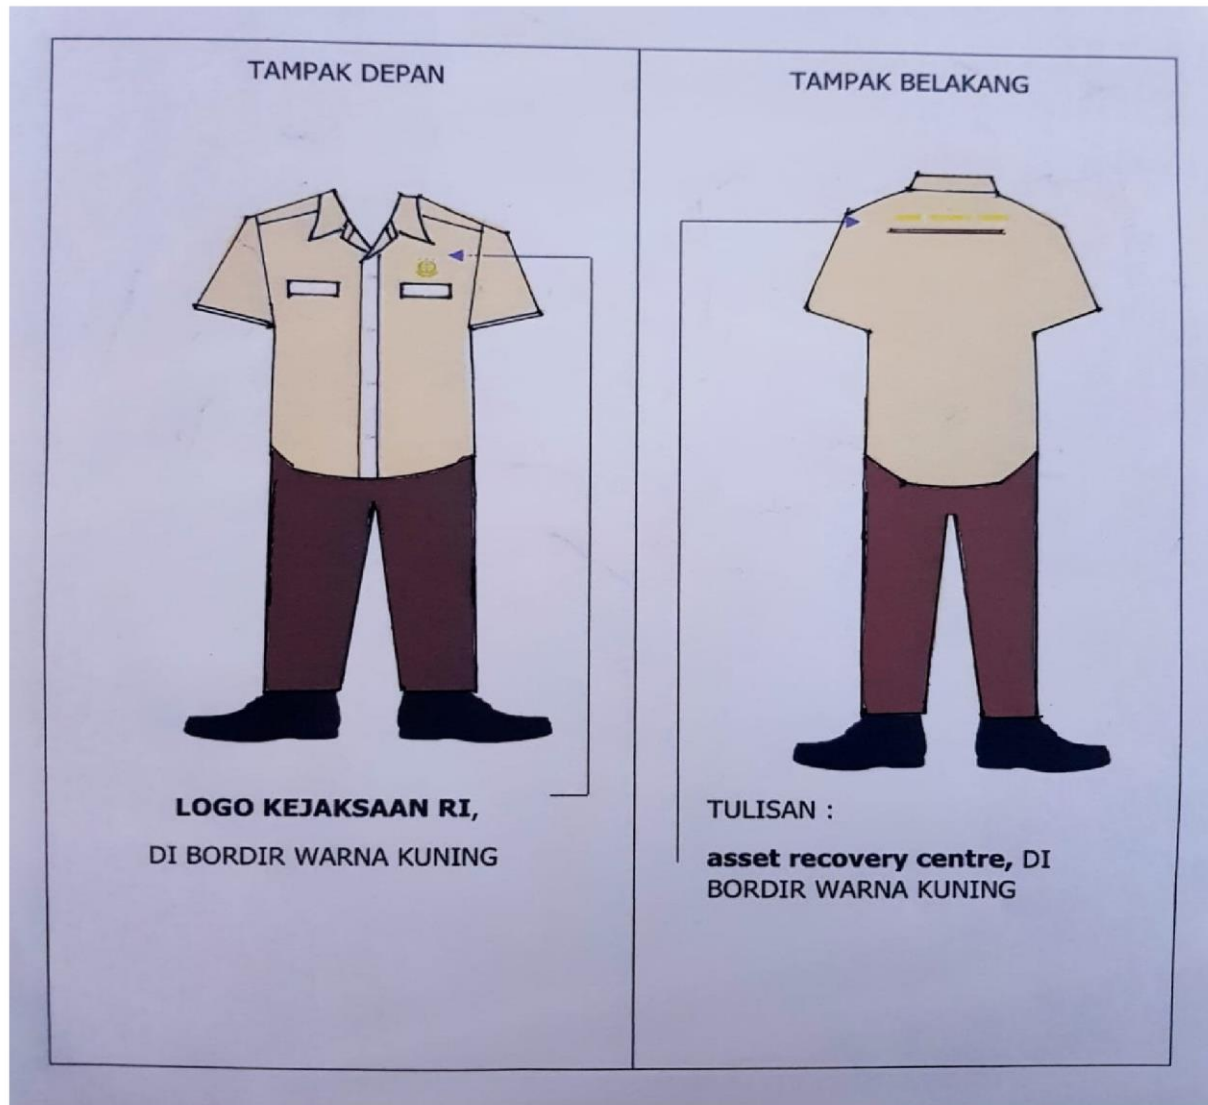 TAMPAK DEPAN
LOGO KEJAKSAAN RI,
DI BORDIR WARNA KUNING
TAMPAK BELAKANG
TULISAN :
asset recovery centre, DI
BORDIR WARNA KUNING